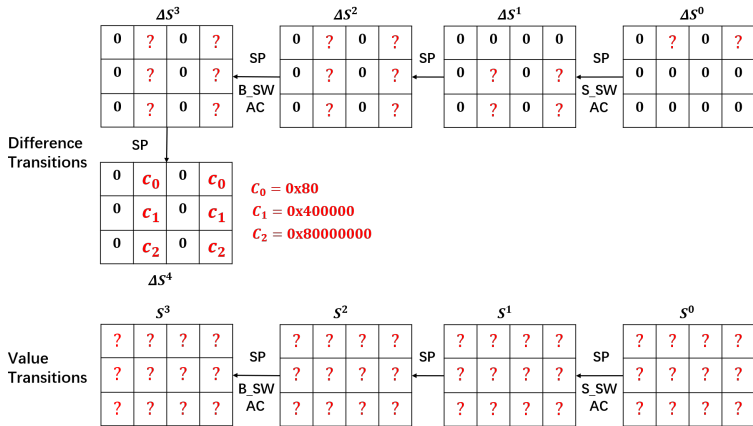 ΔS³ ΔS² ΔS¹ ΔS⁰
0 ? 0 ? SP 0 ? 0 ? SP 0 0 0 0 SP 0 ? 0 ?
0 ? 0 ? 0 ? 0 ? 0 ? 0 ? 0 0 0 0
B_SW S_SW
0 ? 0 ? AC 0 ? 0 ? 0 ? 0 ? AC 0 0 0 0
Difference
Transitions
SP
0 c₀ 0 c₀ C₀ = 0x80
0 c₁ 0 c₁ C₁ = 0x400000
0 c₂ 0 c₂ C₂ = 0x80000000
ΔS⁴
S³ S² S¹ S⁰
? ? ? ? SP ? ? ? ? SP ? ? ? ? SP ? ? ? ?
Value
Transitions
? ? ? ? ? ? ? ? ? ? ? ? ? ? ? ?
B_SW S_SW
? ? ? ? AC ? ? ? ? ? ? ? ? AC ? ? ? ?